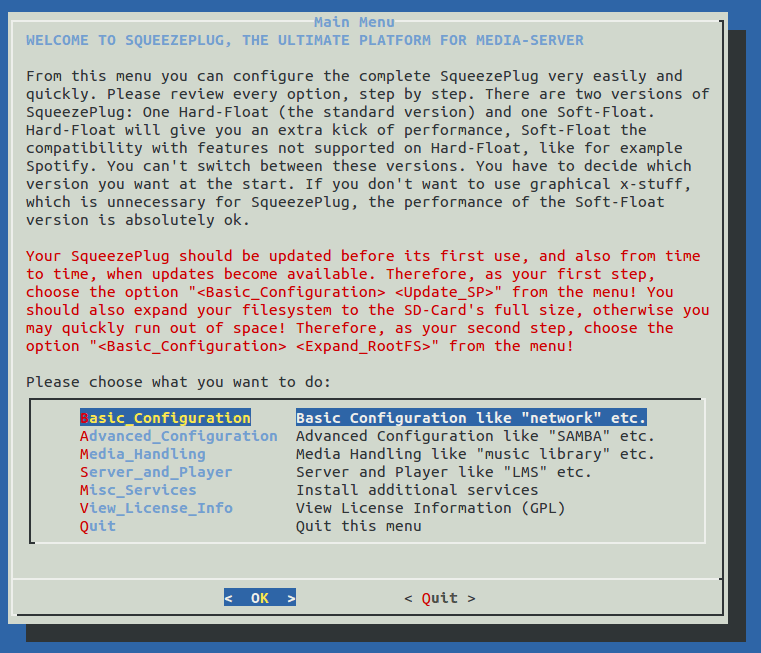 Main Menu
WELCOME TO SQUEEZEPLUG, THE ULTIMATE PLATFORM FOR MEDIA-SERVER
From this menu you can configure the complete SqueezePlug very easily and
quickly. Please review every option, step by step. There are two versions of
SqueezePlug: One Hard-Float (the standard version) and one Soft-Float.
Hard-Float will give you an extra kick of performance, Soft-Float the
compatibility with features not supported on Hard-Float, like for example
Spotify. You can't switch between these versions. You have to decide which
version you want at the start. If you don't want to use graphical x-stuff,
which is unnecessary for SqueezePlug, the performance of the Soft-Float
version is absolutely ok.
Your SqueezePlug should be updated before its first use, and also from time
to time, when updates become available. Therefore, as your first step,
choose the option "<Basic_Configuration> <Update_SP>" from the menu! You
should also expand your filesystem to the SD-Card's full size, otherwise you
may quickly run out of space! Therefore, as your second step, choose the
option "<Basic_Configuration> <Expand_RootFS>" from the menu!
Please choose what you want to do:
Basic_Configuration Basic Configuration like "network" etc.
Advanced_Configuration Advanced Configuration like "SAMBA" etc.
Media_Handling Media Handling like "music library" etc.
Server_and_Player Server and Player like "LMS" etc.
Misc_Services Install additional services
View_License_Info View License Information (GPL)
Quit Quit this menu
< OK > < Quit >